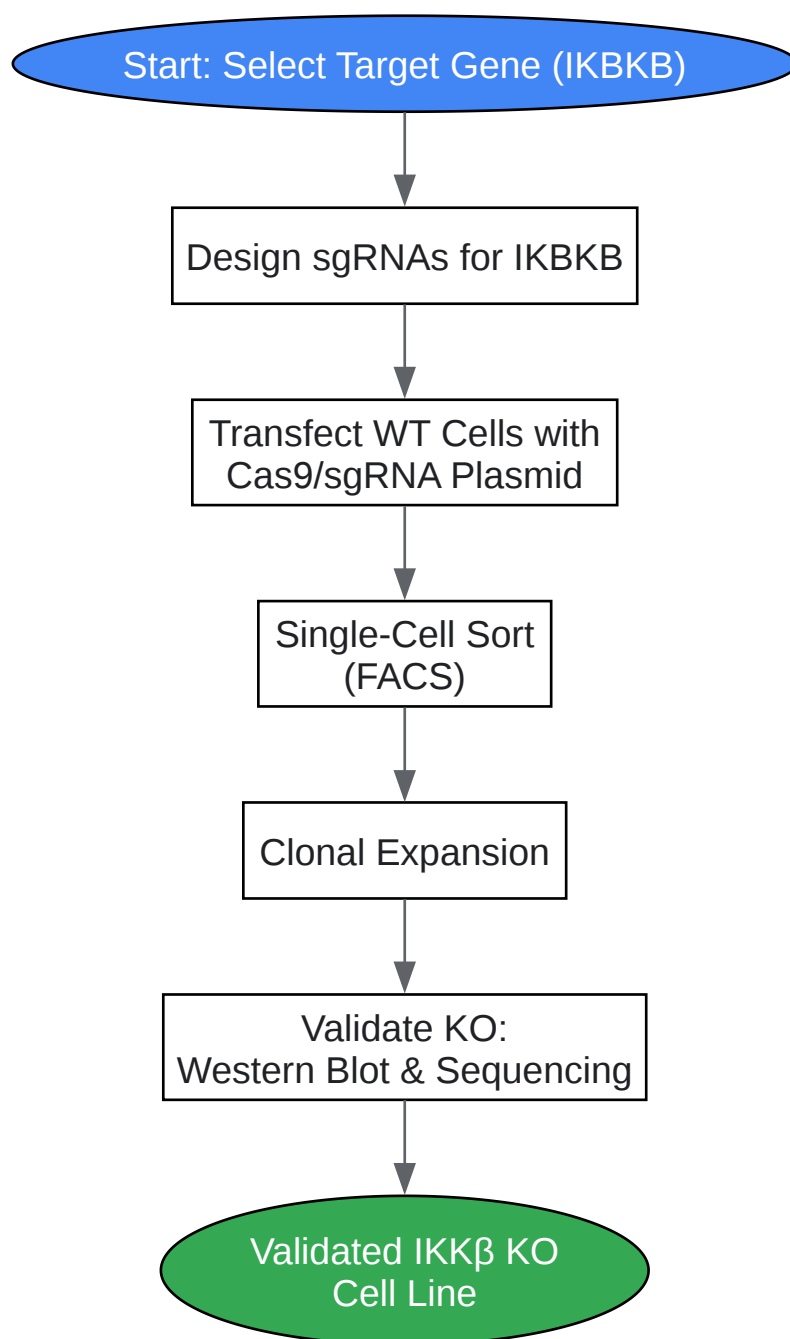 Start: Select Target Gene (IKBKB)
Design sgRNAs for IKBKB
Transfect WT Cells with
Cas9/sgRNA Plasmid
Single-Cell Sort
(FACS)
Clonal Expansion
Validate KO:
Western Blot & Sequencing
Validated IKKβ KO
Cell Line